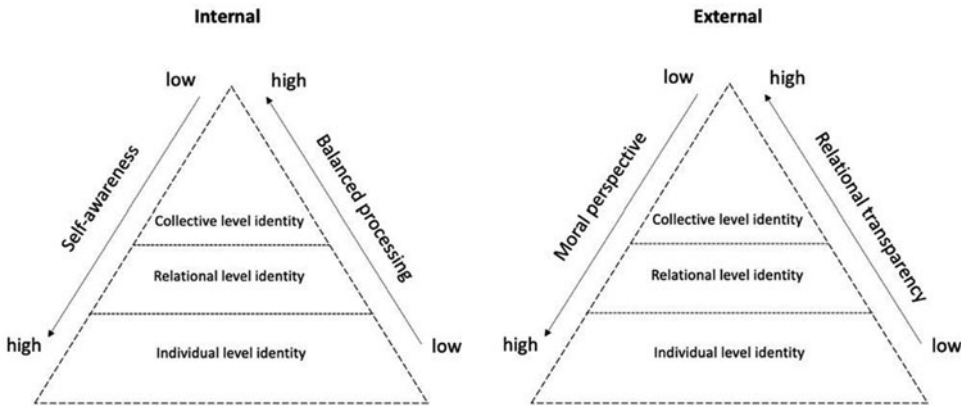 Internal
low
high
Self-awareness
Balanced processing
Collective level identity
Relational level identity
Individual level identity
high
low
External
low
high
Moral perspective
Relational transparency
Collective level identity
Relational level identity
Individual level identity
high
low